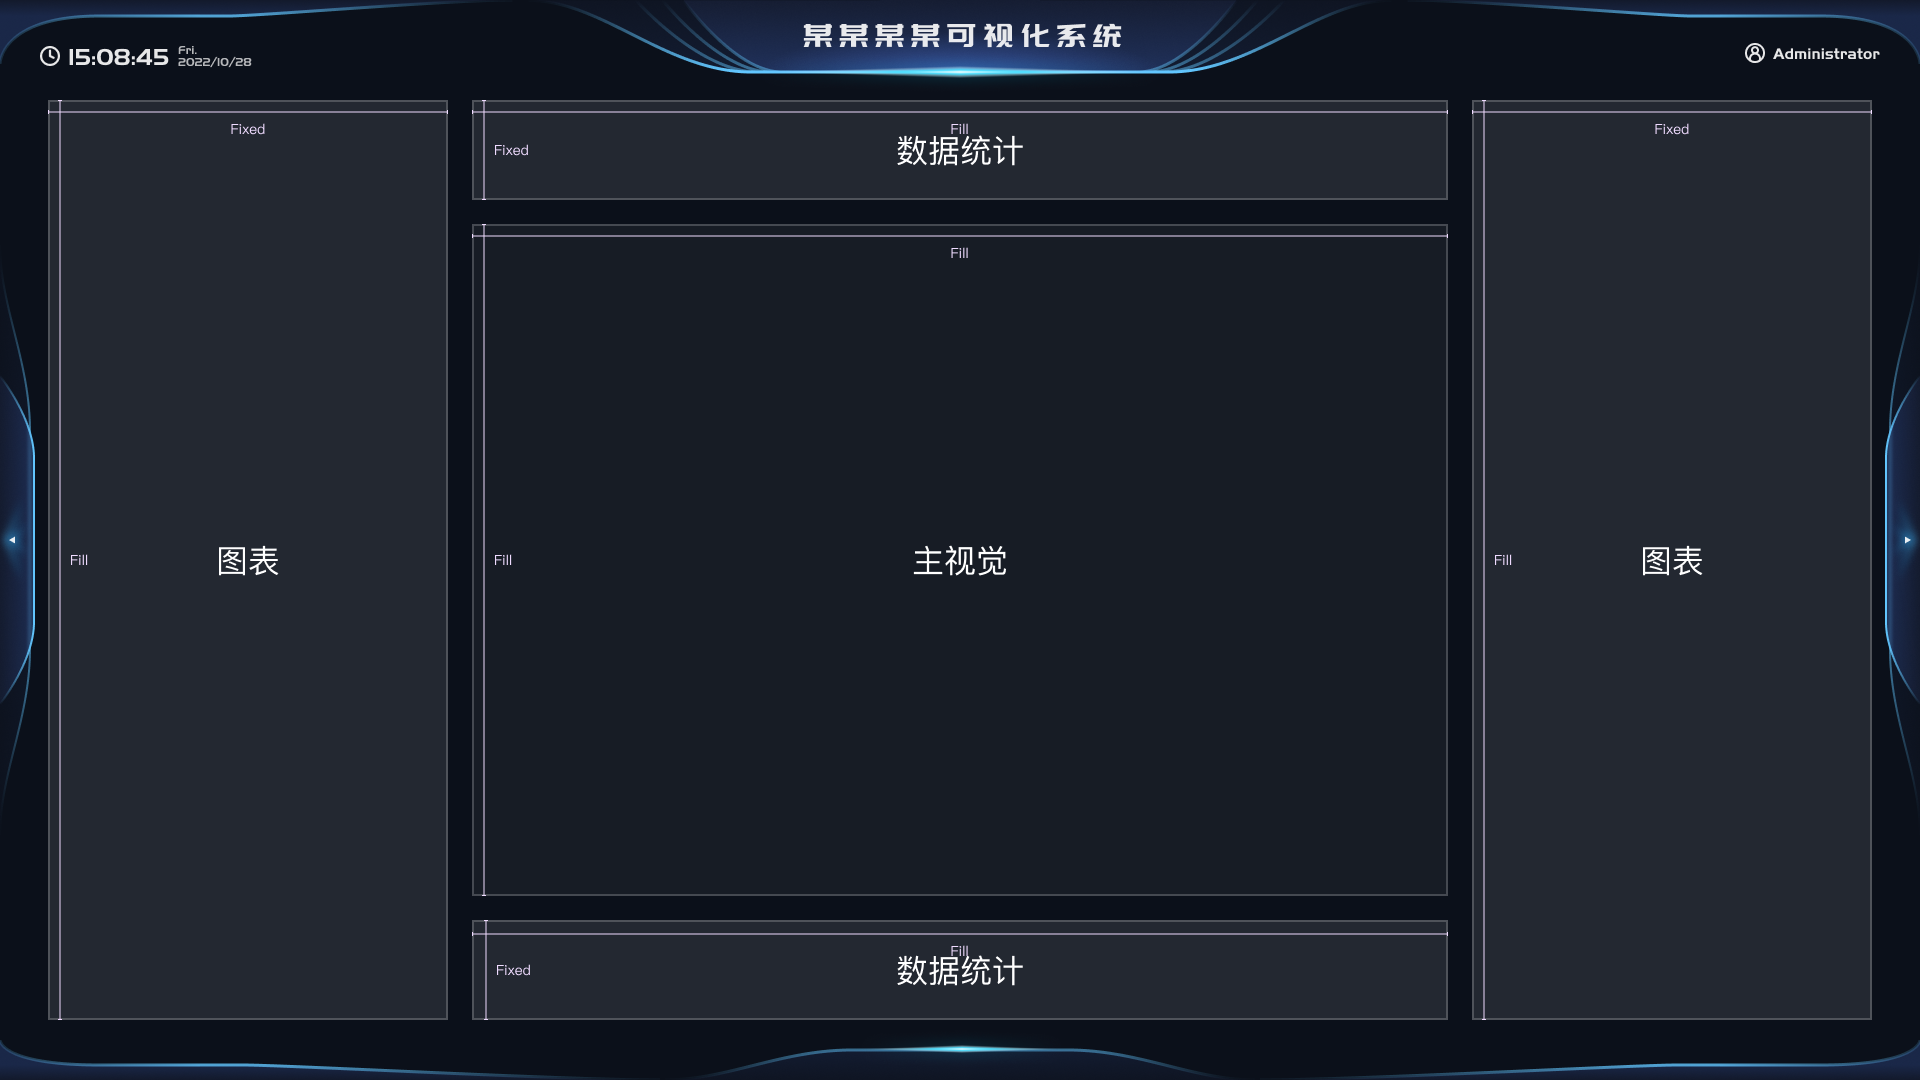 某某某某可视化系统
15:08:45
Fri.
2022/10/28
Administrator
Fixed
Fill
图表
Fill
Fixed
数据统计
Fill
Fill
主视觉
Fill
Fixed
数据统计
Fixed
Fill
图表